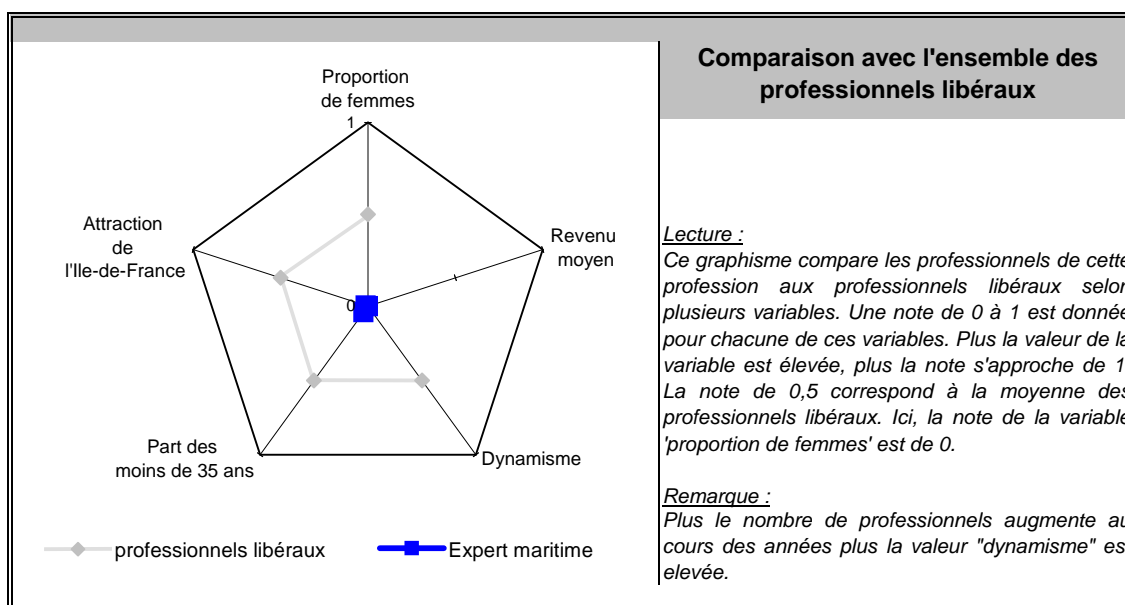 Comparaison avec l'ensemble des
professionnels libéraux
Proportion
de femmes
1
Attraction
de
l'Ile-de-France
Revenu
moyen
0
Part des
moins de 35 ans
Dynamisme
professionnels libéraux
Expert maritime
Lecture :
Ce graphisme compare les professionnels de cette
profession aux professionnels libéraux selon
plusieurs variables. Une note de 0 à 1 est donnée
pour chacune de ces variables. Plus la valeur de la
variable est élevée, plus la note s'approche de 1
La note de 0,5 correspond à la moyenne des
professionnels libéraux. Ici, la note de la variable
'proportion de femmes' est de 0.
Remarque :
Plus le nombre de professionnels augmente au
cours des années plus la valeur "dynamisme" es
elevée.